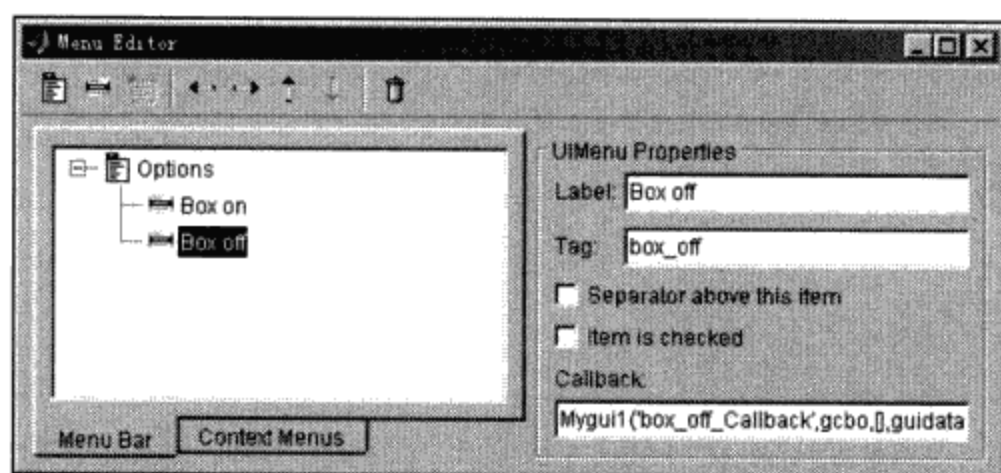 Menu Editor
Options
Box on
Box off
Menu Bar
Context Menus
UIMenu Properties
Label: Box off
Tag: box_off
Separator above this item
Item is checked
Callback:
Mygui1('box_off_Callback',gcbo,[],guidata